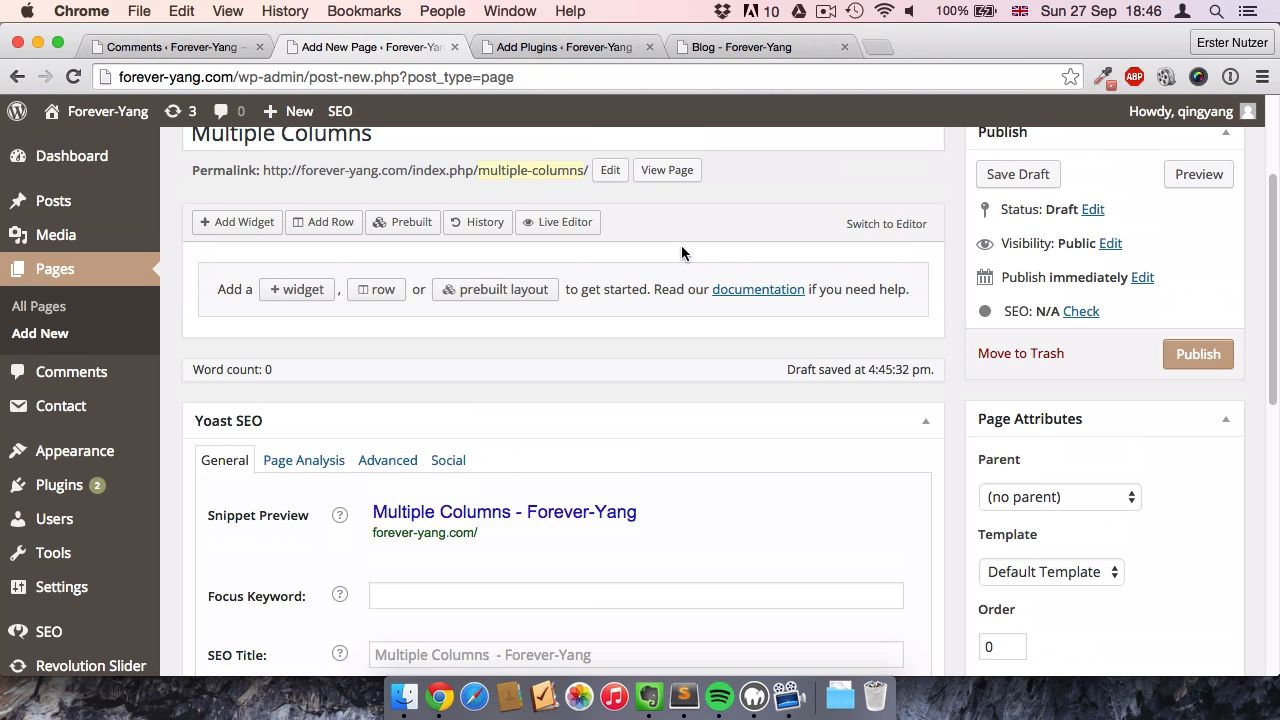 Chrome File Edit View History Bookmarks People Window Help 10 100% Sun 27 Sep 18:46
Comments ‹ Forever-Yang — Add New Page ‹ Forever-Yan Add Plugins ‹ Forever-Yang Blog - Forever-Yang Erster Nutzer
forever-yang.com/wp-admin/post-new.php?post_type=page ABP
Forever-Yang 3 0 New SEO Howdy, qingyang
Dashboard
Posts
Media
Pages
All Pages
Add New
Comments
Contact
Appearance
Plugins 2
Users
Tools
Settings
SEO
Revolution Slider
Multiple Columns
Permalink: http://forever-yang.com/index.php/multiple-columns/ Edit View Page
Add Widget Add Row Prebuilt History Live Editor Switch to Editor
Add a + widget , row or prebuilt layout to get started. Read our documentation if you need help.
Word count: 0 Draft saved at 4:45:32 pm.
Yoast SEO
General Page Analysis Advanced Social
Snippet Preview ? Multiple Columns - Forever-Yang
forever-yang.com/
Focus Keyword: ?
SEO Title: ? Multiple Columns - Forever-Yang
Publish
Save Draft Preview
Status: Draft Edit
Visibility: Public Edit
Publish immediately Edit
SEO: N/A Check
Move to Trash Publish
Page Attributes
Parent
(no parent)
Template
Default Template
Order
0